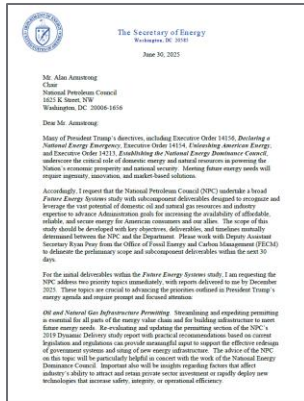 The Secretary of Energy
Washington, DC 20585
June 30, 2025
Mr. Alan Armstrong
Chair
National Petroleum Council
1625 K Street, NW
Washington, DC 20006-1656
Dear Mr. Armstrong:
Many of President Trump's directives, including Executive Order 14156, Declaring a
National Energy Emergency, Executive Order 14154, Unleashing American Energy,
and Executive Order 14213, Establishing the National Energy Dominance Council,
underscore the critical role of domestic energy and natural resources in powering the
Nation's economic prosperity and national security. Meeting future energy needs will
require ingenuity, innovation, and market-based solutions.
Accordingly, I request that the National Petroleum Council (NPC) undertake a broad
Future Energy Systems study with subcomponent deliverables designed to recognize and
leverage the vast potential of domestic oil and natural gas resources and industry
expertise to advance Administration goals for increasing the availability of affordable,
reliable, and secure energy for American consumers and our allies. The scope of this
study should be developed with key objectives, deliverables, and timelines mutually
determined between the NPC and the Department. Please work with Deputy Assistant
Secretary Ryan Peay from the Office of Fossil Energy and Carbon Management (FECM)
to delineate the preliminary scope and subcomponent deliverables within the next 30
days.
For the initial deliverables within the Future Energy Systems study, I am requesting the
NPC address two priority topics immediately, with reports delivered to me by December
2025. These topics are crucial to advancing the priorities outlined in President Trump's
energy agenda and require prompt and focused attention:
Oil and Natural Gas Infrastructure Permitting Streamlining and expediting permitting
is essential for all parts of the energy value chain and for building infrastructure to meet
future energy needs. Re-evaluating and updating the permitting section of the NPC's
2019 Dynamic Delivery study report with practical recommendations based on current
legislation and regulations can provide meaningful input to support the effective redesign
of government systems and siting of new energy infrastructure. The advice of the NPC
on this topic will be particularly helpful in concert with the work of the National Energy
Dominance Council. Important also will be insights regarding factors that affect
industry's ability to attract and retain private sector investment or rapidly deploy new
technologies that increase safety, integrity, or operational efficiency.